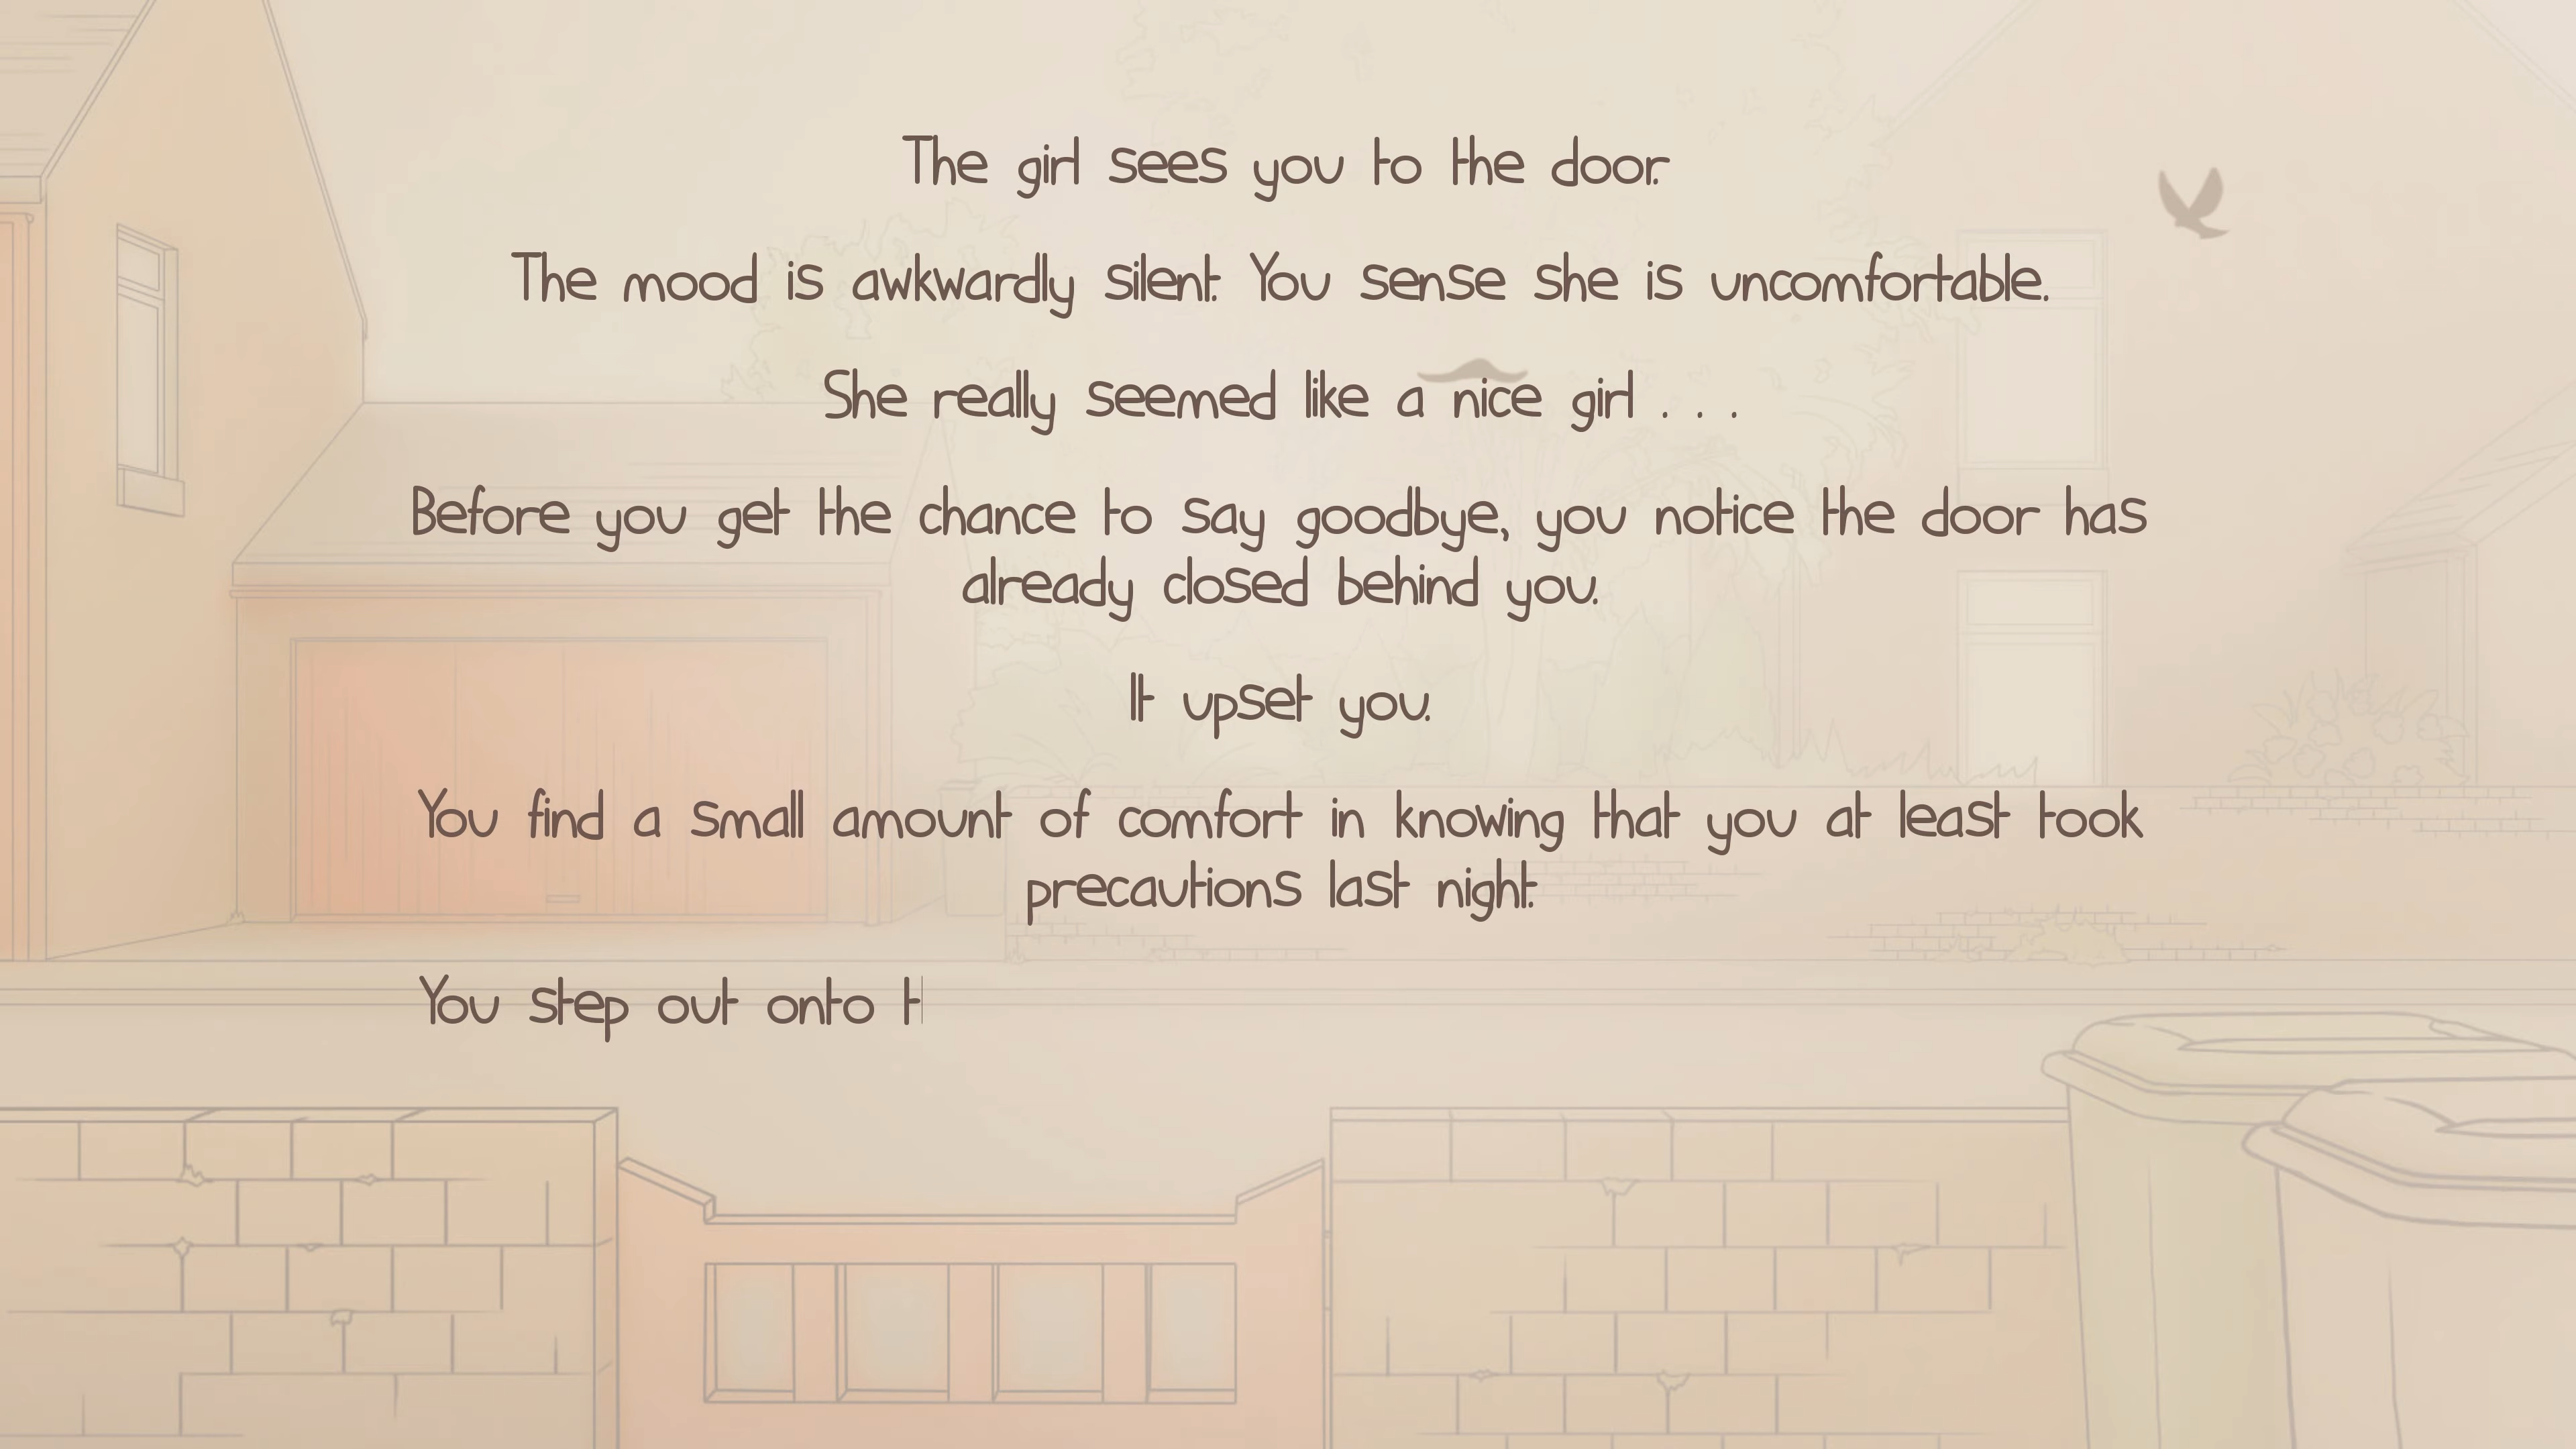 The girl sees you to the door.
The mood is awkwardly silent. You sense she is uncomfortable.
She really seemed like a nice girl . . .
Before you get the chance to say goodbye, you notice the door has
already closed behind you.
It upset you.
You find a small amount of comfort in knowing that you at least took
precautions last night.
You step out onto t